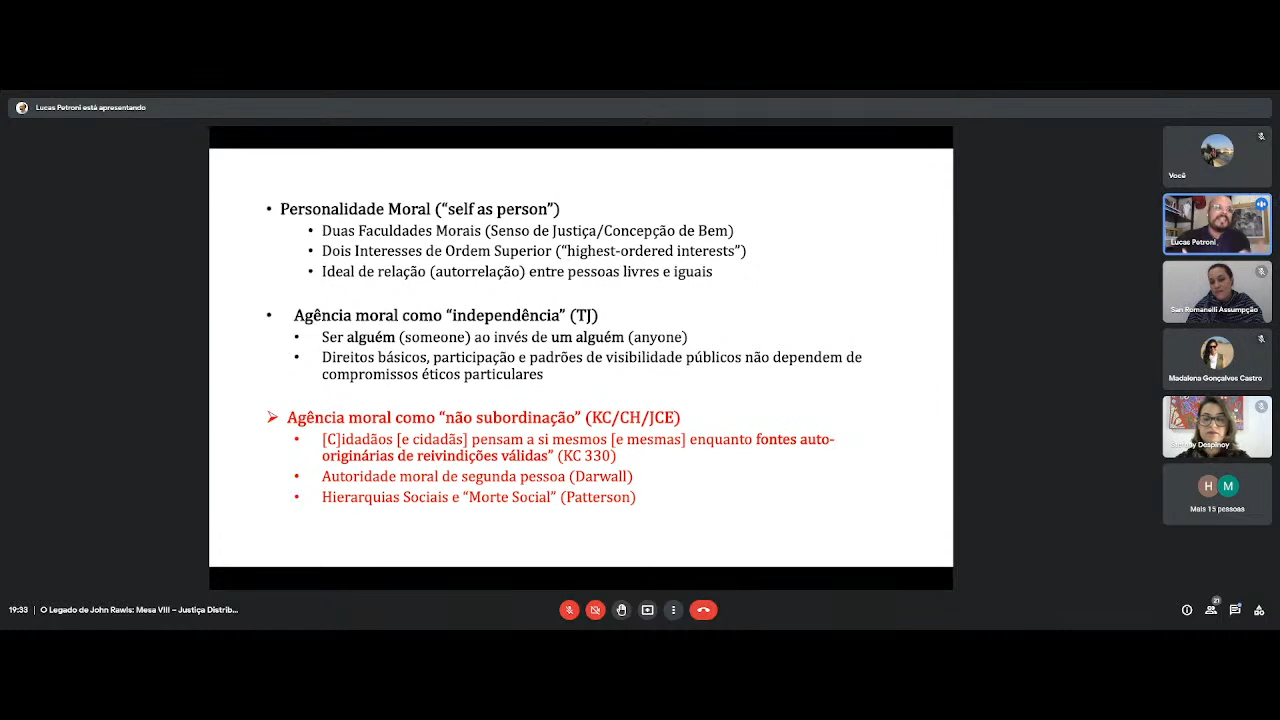 Lucas Petroni está apresentando
• Personalidade Moral (“self as person”)
• Duas Faculdades Morais (Senso de Justiça/Concepção de Bem)
• Dois Interesses de Ordem Superior (“highest-ordered interests”)
• Ideal de relação (autorrelação) entre pessoas livres e iguais
• Agência moral como “independência” (TJ)
• Ser alguém (someone) ao invés de um alguém (anyone)
• Direitos básicos, participação e padrões de visibilidade públicos não dependem de
compromissos éticos particulares
➢ Agência moral como “não subordinação” (KC/CH/JCE)
• [C]idadãos [e cidadãs] pensam a si mesmos [e mesmas] enquanto fontes auto-
originárias de reivindições válidas” (KC 330)
• Autoridade moral de segunda pessoa (Darwall)
• Hierarquias Sociais e “Morte Social” (Patterson)
Você
Lucas Petroni
San Romanelli Assumpção
Madalena Gonçalves Castro
Despinoy
H M
Mais 15 pessoas
19:33 | O Legado de John Rawls: Mesa VIII – Justiça Distrib...
21